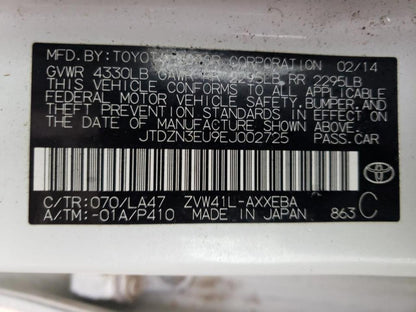 MFD.BY:TOYOTA MOTOR CORPORATION 02/14
GVWR 4330LB GAWR FR 2295LB RR 2295LB
THIS VEHICLE CONFORMS TO ALL APPLICABLE
FEDERAL MOTOR VEHICLE SAFETY,BUMPER,AND
THEFT PREVENTION STANDARDS IN EFFECT ON
THE DATE OF MANUFACTURE SHOWN ABOVE.
JTDZN3EU9EJ002725 PASS.CAR
C/TR:070/LA47 ZVW41L-AXXEBA
A/TM:-01A/P410 MADE IN JAPAN 863 C
TOYOTA